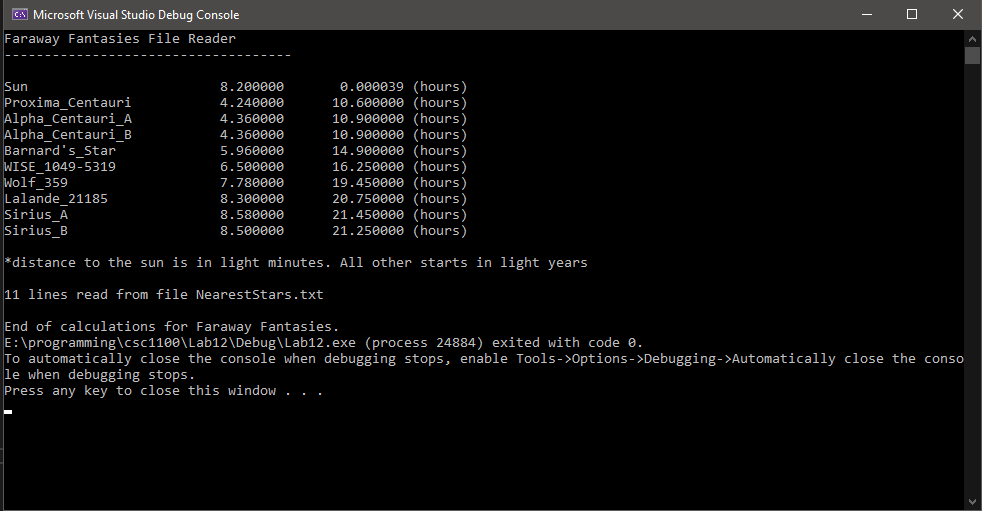 Microsoft Visual Studio Debug Console
Faraway Fantasies File Reader
------------------------------------
Sun 8.200000 0.000039 (hours)
Proxima_Centauri 4.240000 10.600000 (hours)
Alpha_Centauri_A 4.360000 10.900000 (hours)
Alpha_Centauri_B 4.360000 10.900000 (hours)
Barnard's_Star 5.960000 14.900000 (hours)
WISE_1049-5319 6.500000 16.250000 (hours)
Wolf_359 7.780000 19.450000 (hours)
Lalande_21185 8.300000 20.750000 (hours)
Sirius_A 8.580000 21.450000 (hours)
Sirius_B 8.500000 21.250000 (hours)
*distance to the sun is in light minutes. All other starts in light years
11 lines read from file NearestStars.txt
End of calculations for Faraway Fantasies.
E:\programming\csc1100\Lab12\Debug\Lab12.exe (process 24884) exited with code 0.
To automatically close the console when debugging stops, enable Tools->Options->Debugging->Automatically close the conso
le when debugging stops.
Press any key to close this window . . .